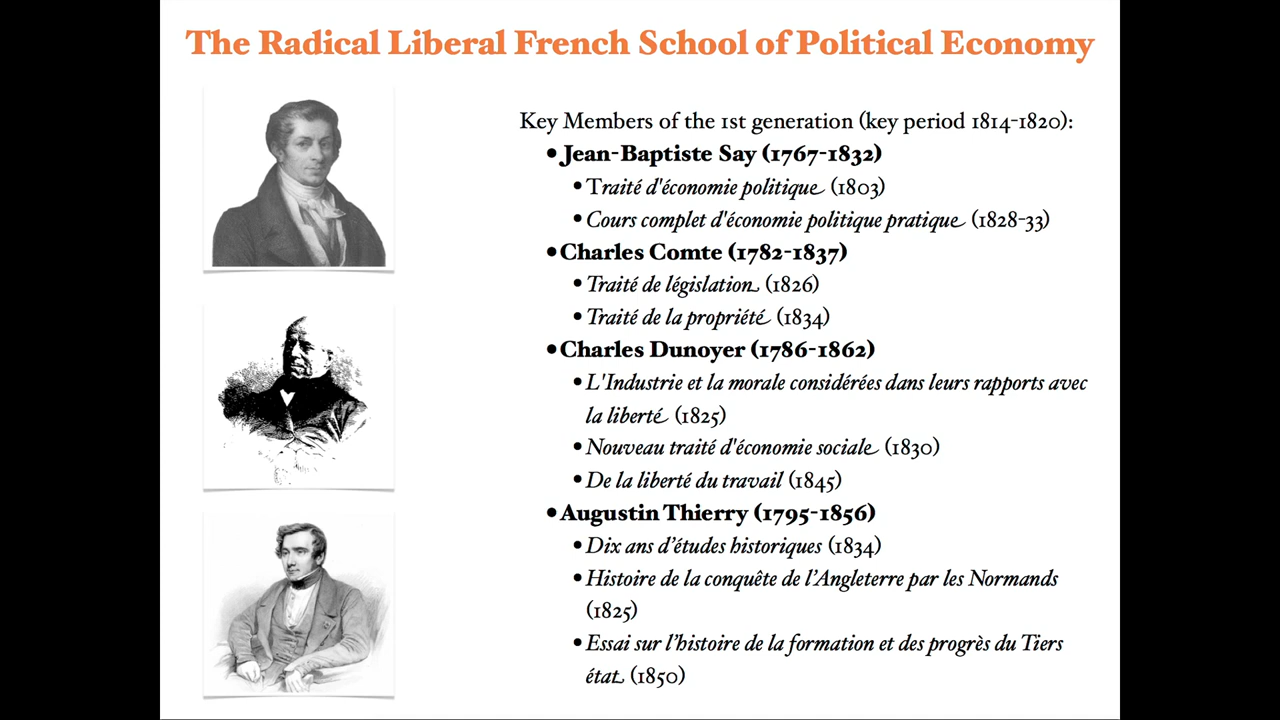 The Radical Liberal French School of Political Economy
Key Members of the 1st generation (key period 1814-1820):
•Jean-Baptiste Say (1767-1832)
•Traité d'économie politique (1803)
•Cours complet d'économie politique pratique (1828-33)
•Charles Comte (1782-1837)
•Traité de législation (1826)
•Traité de la propriété (1834)
•Charles Dunoyer (1786-1862)
•L'Industrie et la morale considérées dans leurs rapports avec
la liberté (1825)
•Nouveau traité d'économie sociale (1830)
•De la liberté du travail (1845)
•Augustin Thierry (1795-1856)
•Dix ans d’études historiques (1834)
•Histoire de la conquête de l’Angleterre par les Normands
(1825)
•Essai sur l’histoire de la formation et des progrès du Tiers
état (1850)